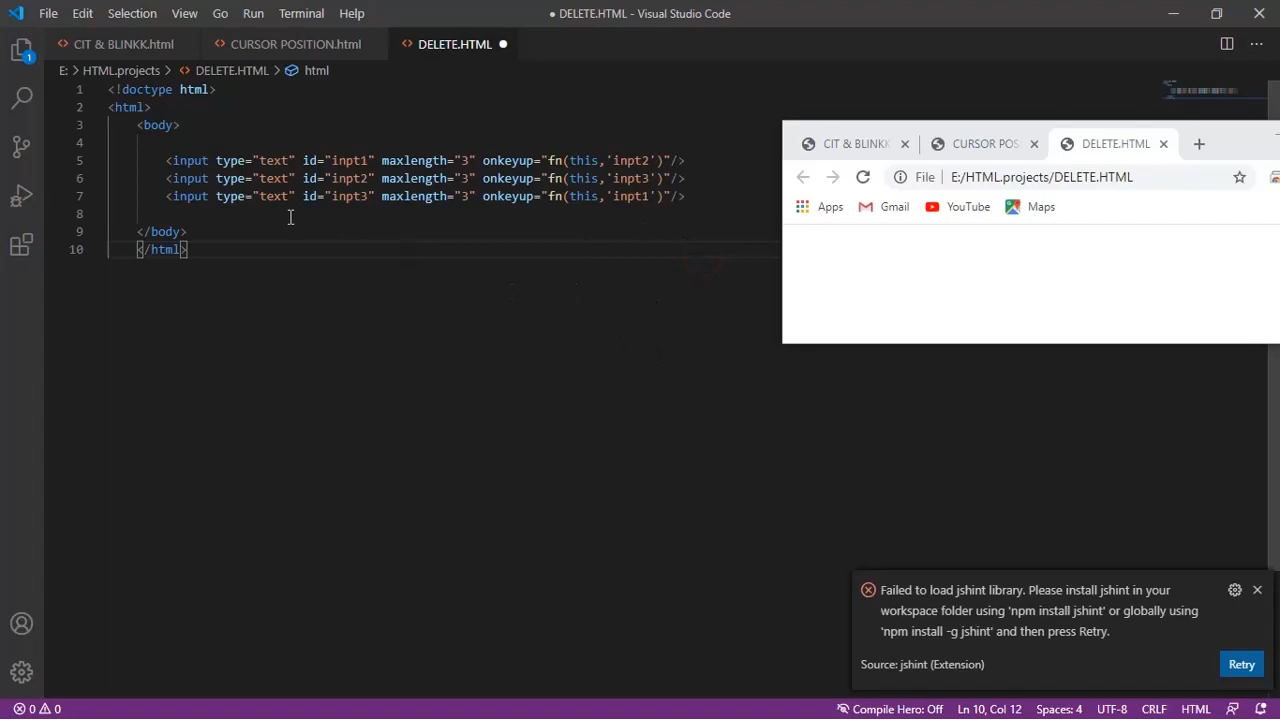 File Edit Selection View Go Run Terminal Help ● DELETE.HTML - Visual Studio Code
CIT & BLINKK.html CURSOR POSITION.html DELETE.HTML
E: > HTML.projects > DELETE.HTML > html
1 <!doctype html>
2 <html>
3 <body>
4
5 <input type="text" id="inpt1" maxlength="3" onkeyup="fn(this,'inpt2')"/>
6 <input type="text" id="inpt2" maxlength="3" onkeyup="fn(this,'inpt3')"/>
7 <input type="text" id="inpt3" maxlength="3" onkeyup="fn(this,'inpt1')"/>
8
9 </body>
10 </html>
CIT & BLINKK CURSOR POS DELETE.HTML
File E:/HTML.projects/DELETE.HTML
Apps Gmail YouTube Maps
1
Failed to load jshint library. Please install jshint in your
workspace folder using 'npm install jshint' or globally using
'npm install -g jshint' and then press Retry.
Source: jshint (Extension) Retry
0 0 Compile Hero: Off Ln 10, Col 12 Spaces: 4 UTF-8 CRLF HTML